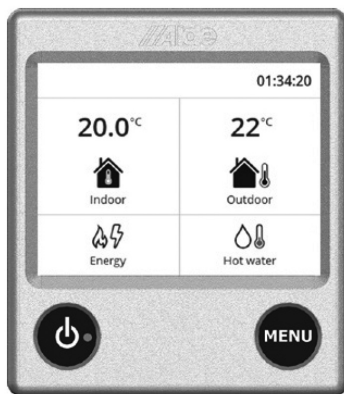 01:34:20
20.0°C
22°C
Indoor
Outdoor
Energy
Hot water
MENU